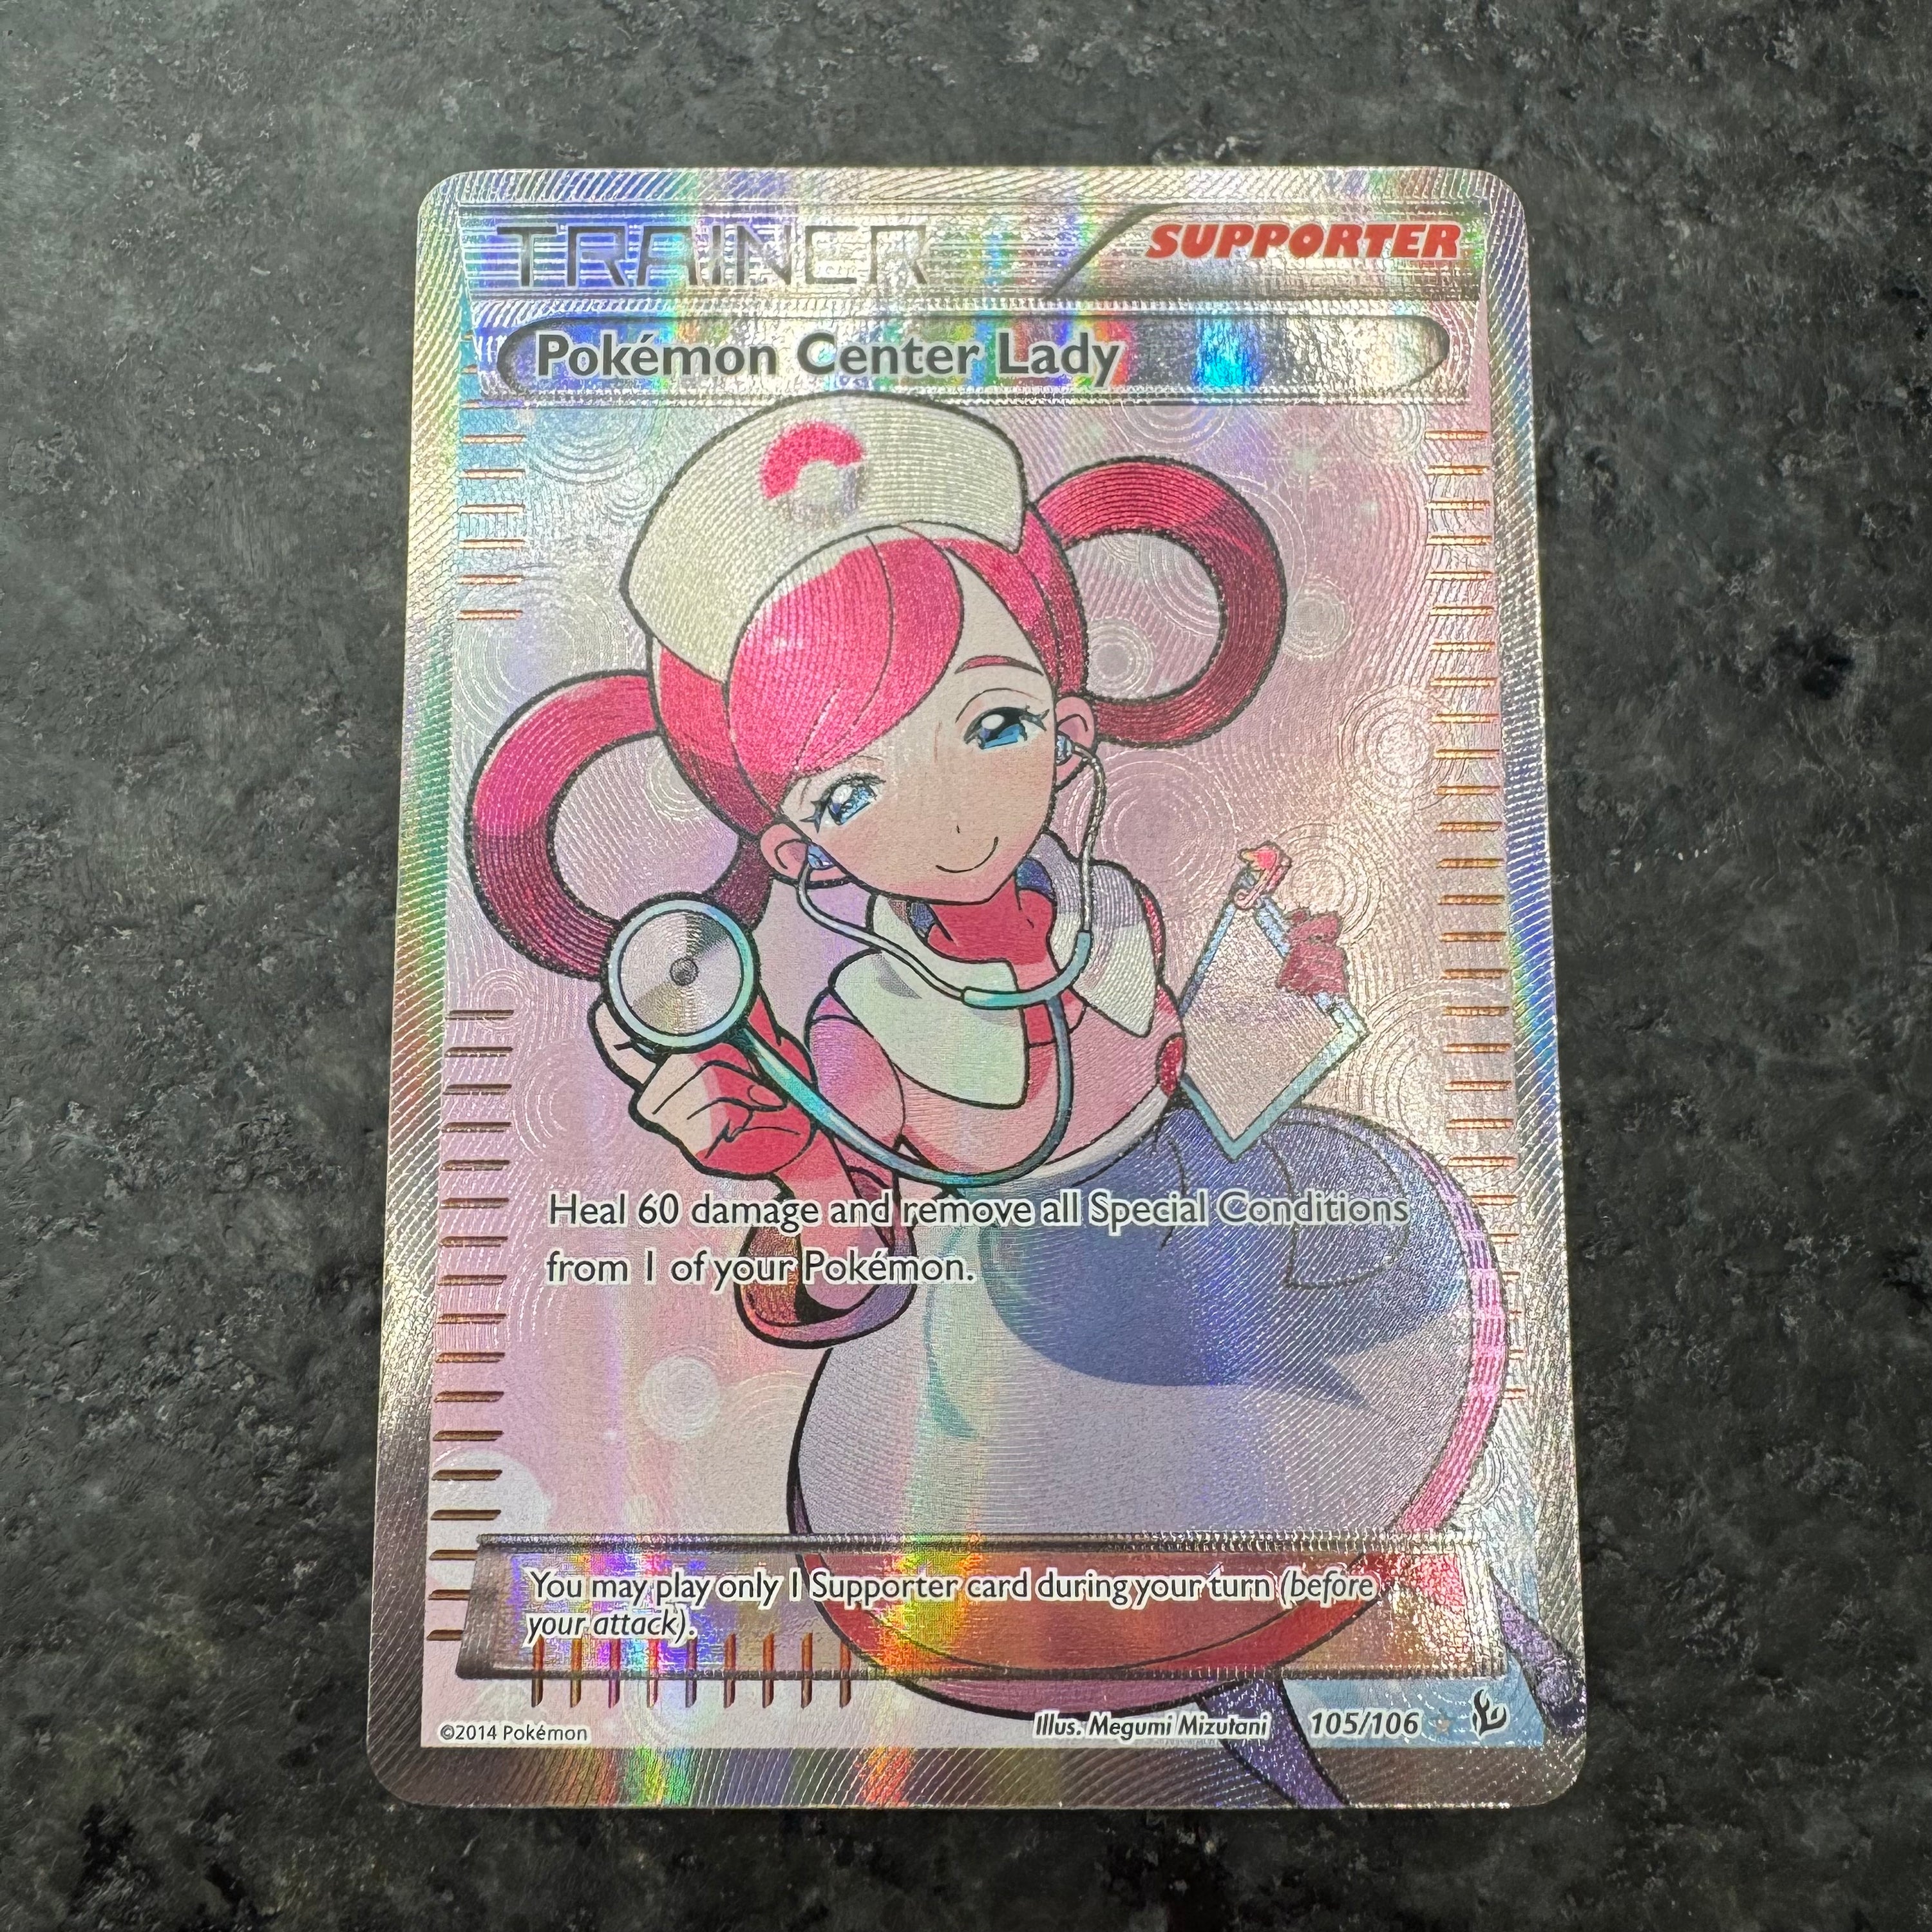 TRAINER
SUPPORTER
Pokémon Center Lady
Heal 60 damage and remove all Special Conditions
from 1 of your Pokémon.
You may play only 1 Supporter card during your turn (before
your attack).
©2014 Pokémon
Illus. Megumi Mizutani
105/106